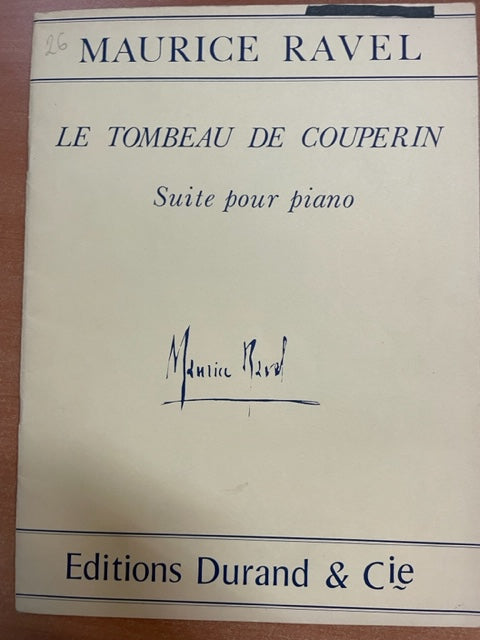 26
MAURICE RAVEL
LE TOMBEAU DE COUPERIN
Suite pour piano
Maurice Ravel
Editions Durand & Cie